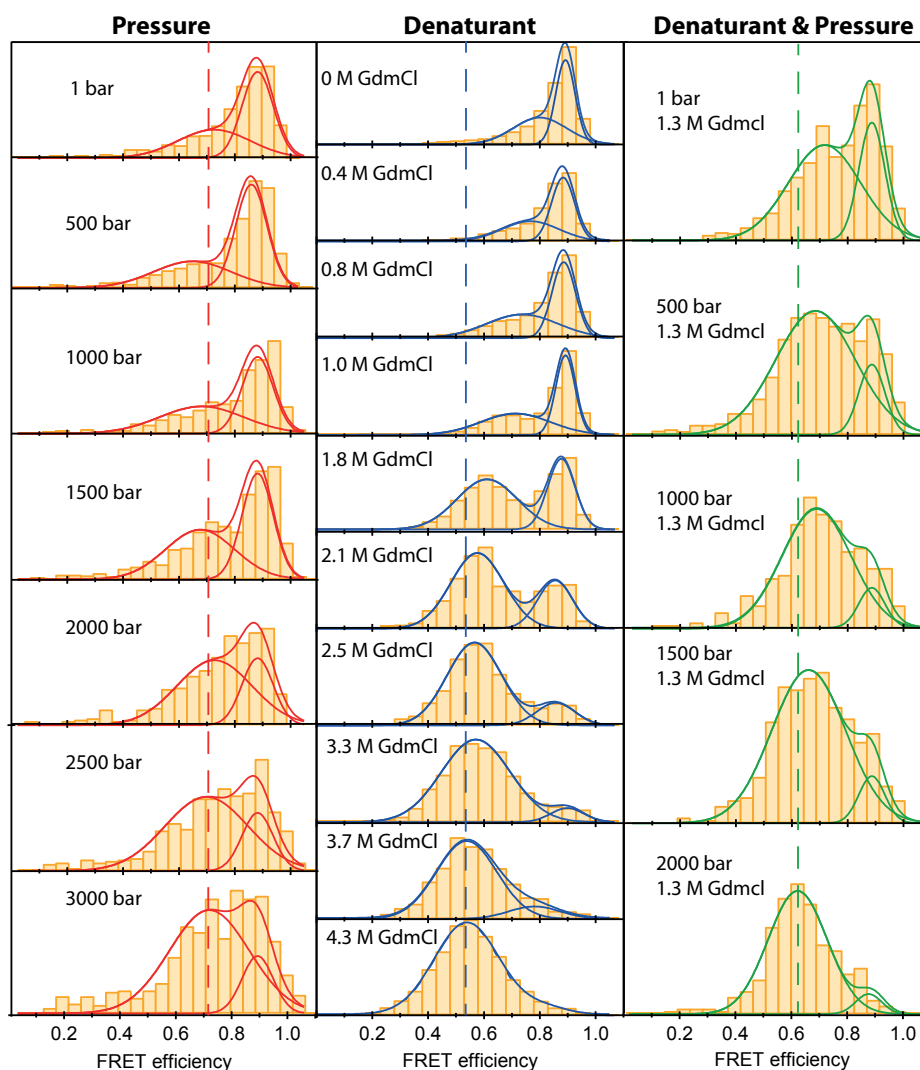 Pressure
1 bar
500 bar
1000 bar
1500 bar
2000 bar
2500 bar
3000 bar
0.2 0.4 0.6 0.8 1.0
FRET efficiency
Denaturant
0 M GdmCl
0.4 M GdmCl
0.8 M GdmCl
1.0 M GdmCl
1.8 M GdmCl
2.1 M GdmCl
2.5 M GdmCl
3.3 M GdmCl
3.7 M GdmCl
4.3 M GdmCl
0.2 0.4 0.6 0.8 1.0
FRET efficiency
Denaturant & Pressure
1 bar
1.3 M Gdmcl
500 bar
1.3 M Gdmcl
1000 bar
1.3 M Gdmcl
1500 bar
1.3 M Gdmcl
2000 bar
1.3 M Gdmcl
0.2 0.4 0.6 0.8 1.0
FRET efficiency